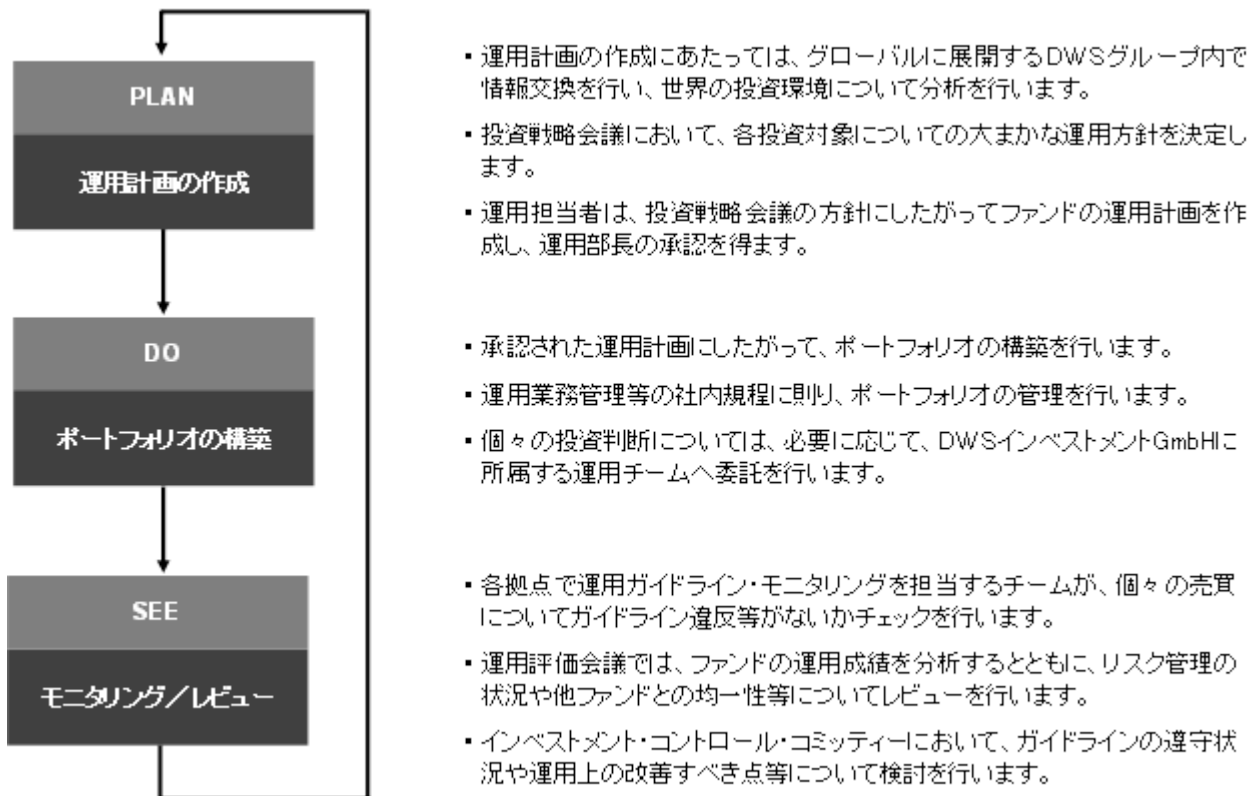 PLAN
運用計画の作成
▪ 運用計画の作成にあたっては、グローバルに展開するDWSグループ内で
情報交換を行い、世界の投資環境について分析を行います。
▪ 投資戦略会議において、各投資対象についての大まかな運用方針を決定し
ます。
▪ 運用担当者は、投資戦略会議の方針にしたがってファンドの運用計画を作
成し、運用部長の承認を得ます。
DO
ポートフォリオの構築
▪ 承認された運用計画にしたがって、ポートフォリオの構築を行います。
▪ 運用業務管理等の社内規程に則り、ポートフォリオの管理を行います。
▪ 個々の投資判断については、必要に応じて、DWSインベストメントGmbHに
所属する運用チームへ委託を行います。
SEE
モニタリング/レビュー
▪ 各拠点で運用ガイドライン・モニタリングを担当するチームが、個々の売買
についてガイドライン違反等がないかチェックを行います。
▪ 運用評価会議では、ファンドの運用成績を分析するとともに、リスク管理の
状況や他ファンドとの均一性等についてレビューを行います。
▪ インベストメント・コントロール・コミッティーにおいて、ガイドラインの遵守状
況や運用上の改善すべき点等について検討を行います。